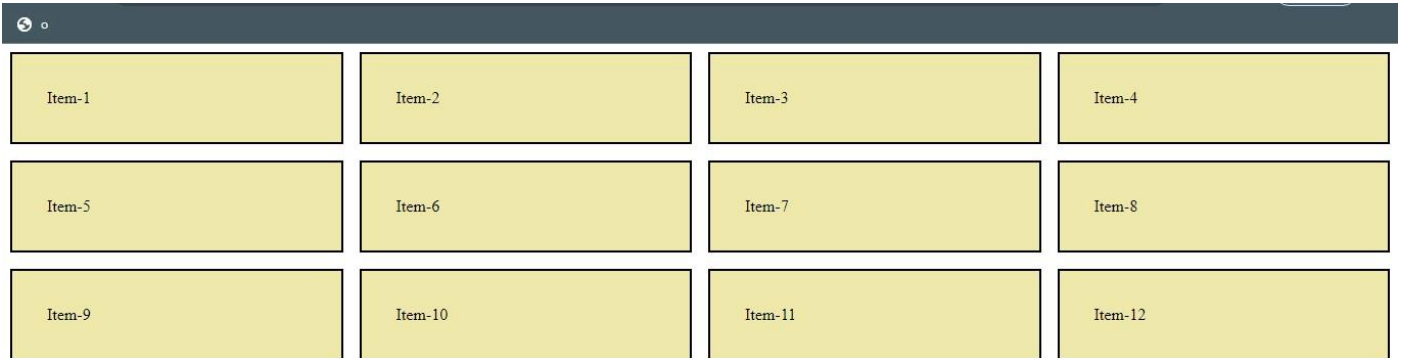 o
Item-1 Item-2 Item-3 Item-4
Item-5 Item-6 Item-7 Item-8
Item-9 Item-10 Item-11 Item-12